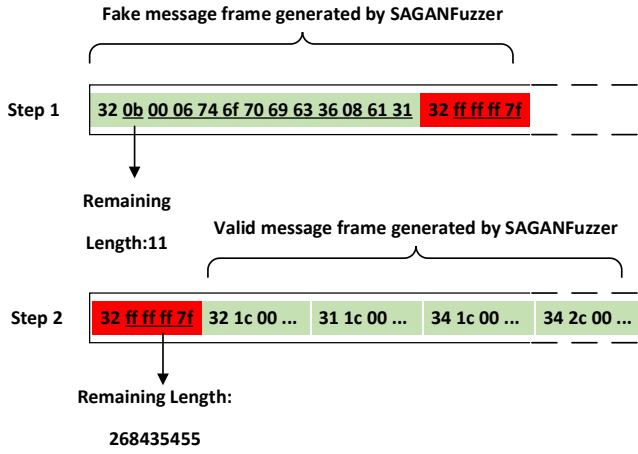 Fake message frame generated by SAGANFuzzer
Step 1
32 0b 00 06 74 6f 70 69 63 36 08 61 31 32 ff ff ff 7f
Remaining
Length:11
Valid message frame generated by SAGANFuzzer
Step 2
32 ff ff ff 7f 32 1c 00 ... 31 1c 00 ... 34 1c 00 ... 34 2c 00 ...
Remaining Length:
268435455